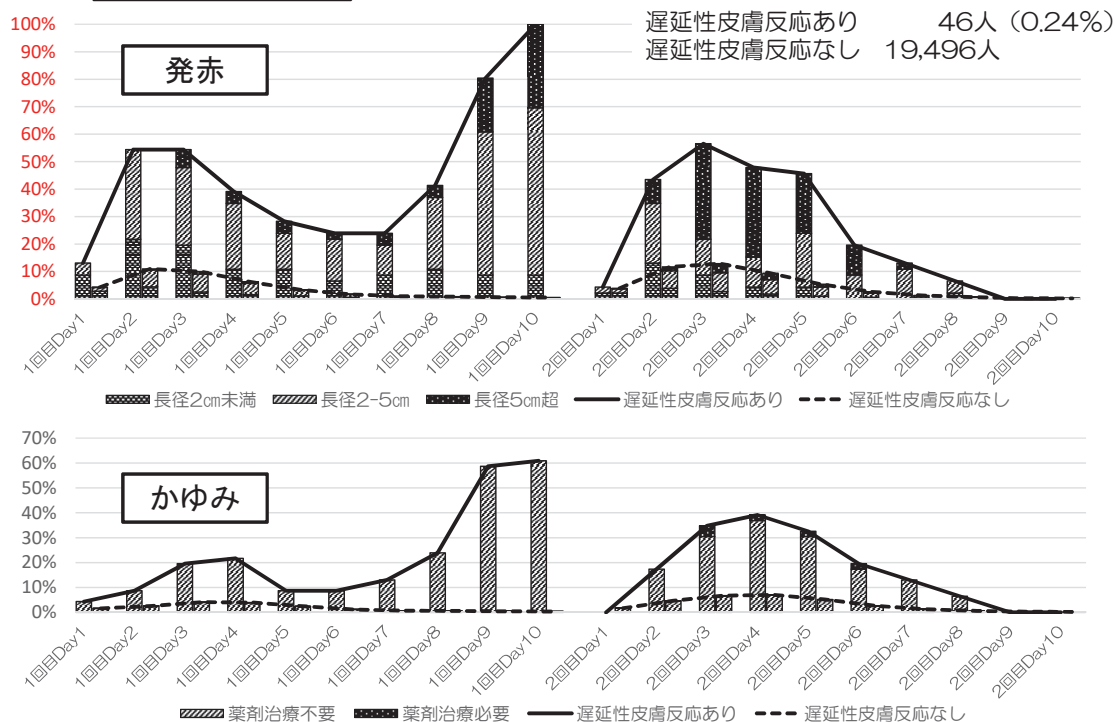 遅延性皮膚反応あり 46人（0.24%）
遅延性皮膚反応なし 19,496人
発赤
100%
90%
80%
70%
60%
50%
40%
30%
20%
10%
0%
1回目Day1
1回目Day2
1回目Day3
1回目Day4
1回目Day5
1回目Day6
1回目Day7
1回目Day8
1回目Day9
1回目Day10
2回目Day1
2回目Day2
2回目Day3
2回目Day4
2回目Day5
2回目Day6
2回目Day7
2回目Day8
2回目Day9
2回目Day10
長径2㎝未満 長径2-5㎝ 長径5㎝超 遅延性皮膚反応あり 遅延性皮膚反応なし
かゆみ
70%
60%
50%
40%
30%
20%
10%
0%
1回目Day1
1回目Day2
1回目Day3
1回目Day4
1回目Day5
1回目Day6
1回目Day7
1回目Day8
1回目Day9
1回目Day10
2回目Day1
2回目Day2
2回目Day3
2回目Day4
2回目Day5
2回目Day6
2回目Day7
2回目Day8
2回目Day9
2回目Day10
薬剤治療不要 薬剤治療必要 遅延性皮膚反応あり 遅延性皮膚反応なし